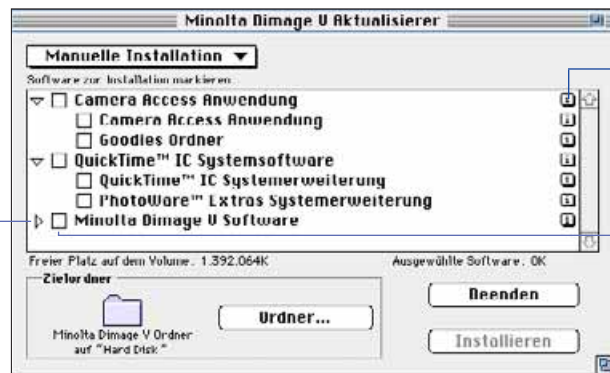 Minolta Dimage V Aktualisierer
Manuelle Installation
Software zur Installation markieren.
Camera Access Anwendung
Camera Access Anwendung
Goodies Ordner
QuickTime™ IC Systemsoftware
QuickTime™ IC Systemerweiterung
PhotoWare™ Extras Systemerweiterung
Minolta Dimage V Software
Freier Platz auf dem Volume: 1.392.064K
Ausgewählte Software: 0K
Zielordner
Minolta Dimage V Ordner
auf "Hard Disk"
Ordner...
Beenden
Installieren